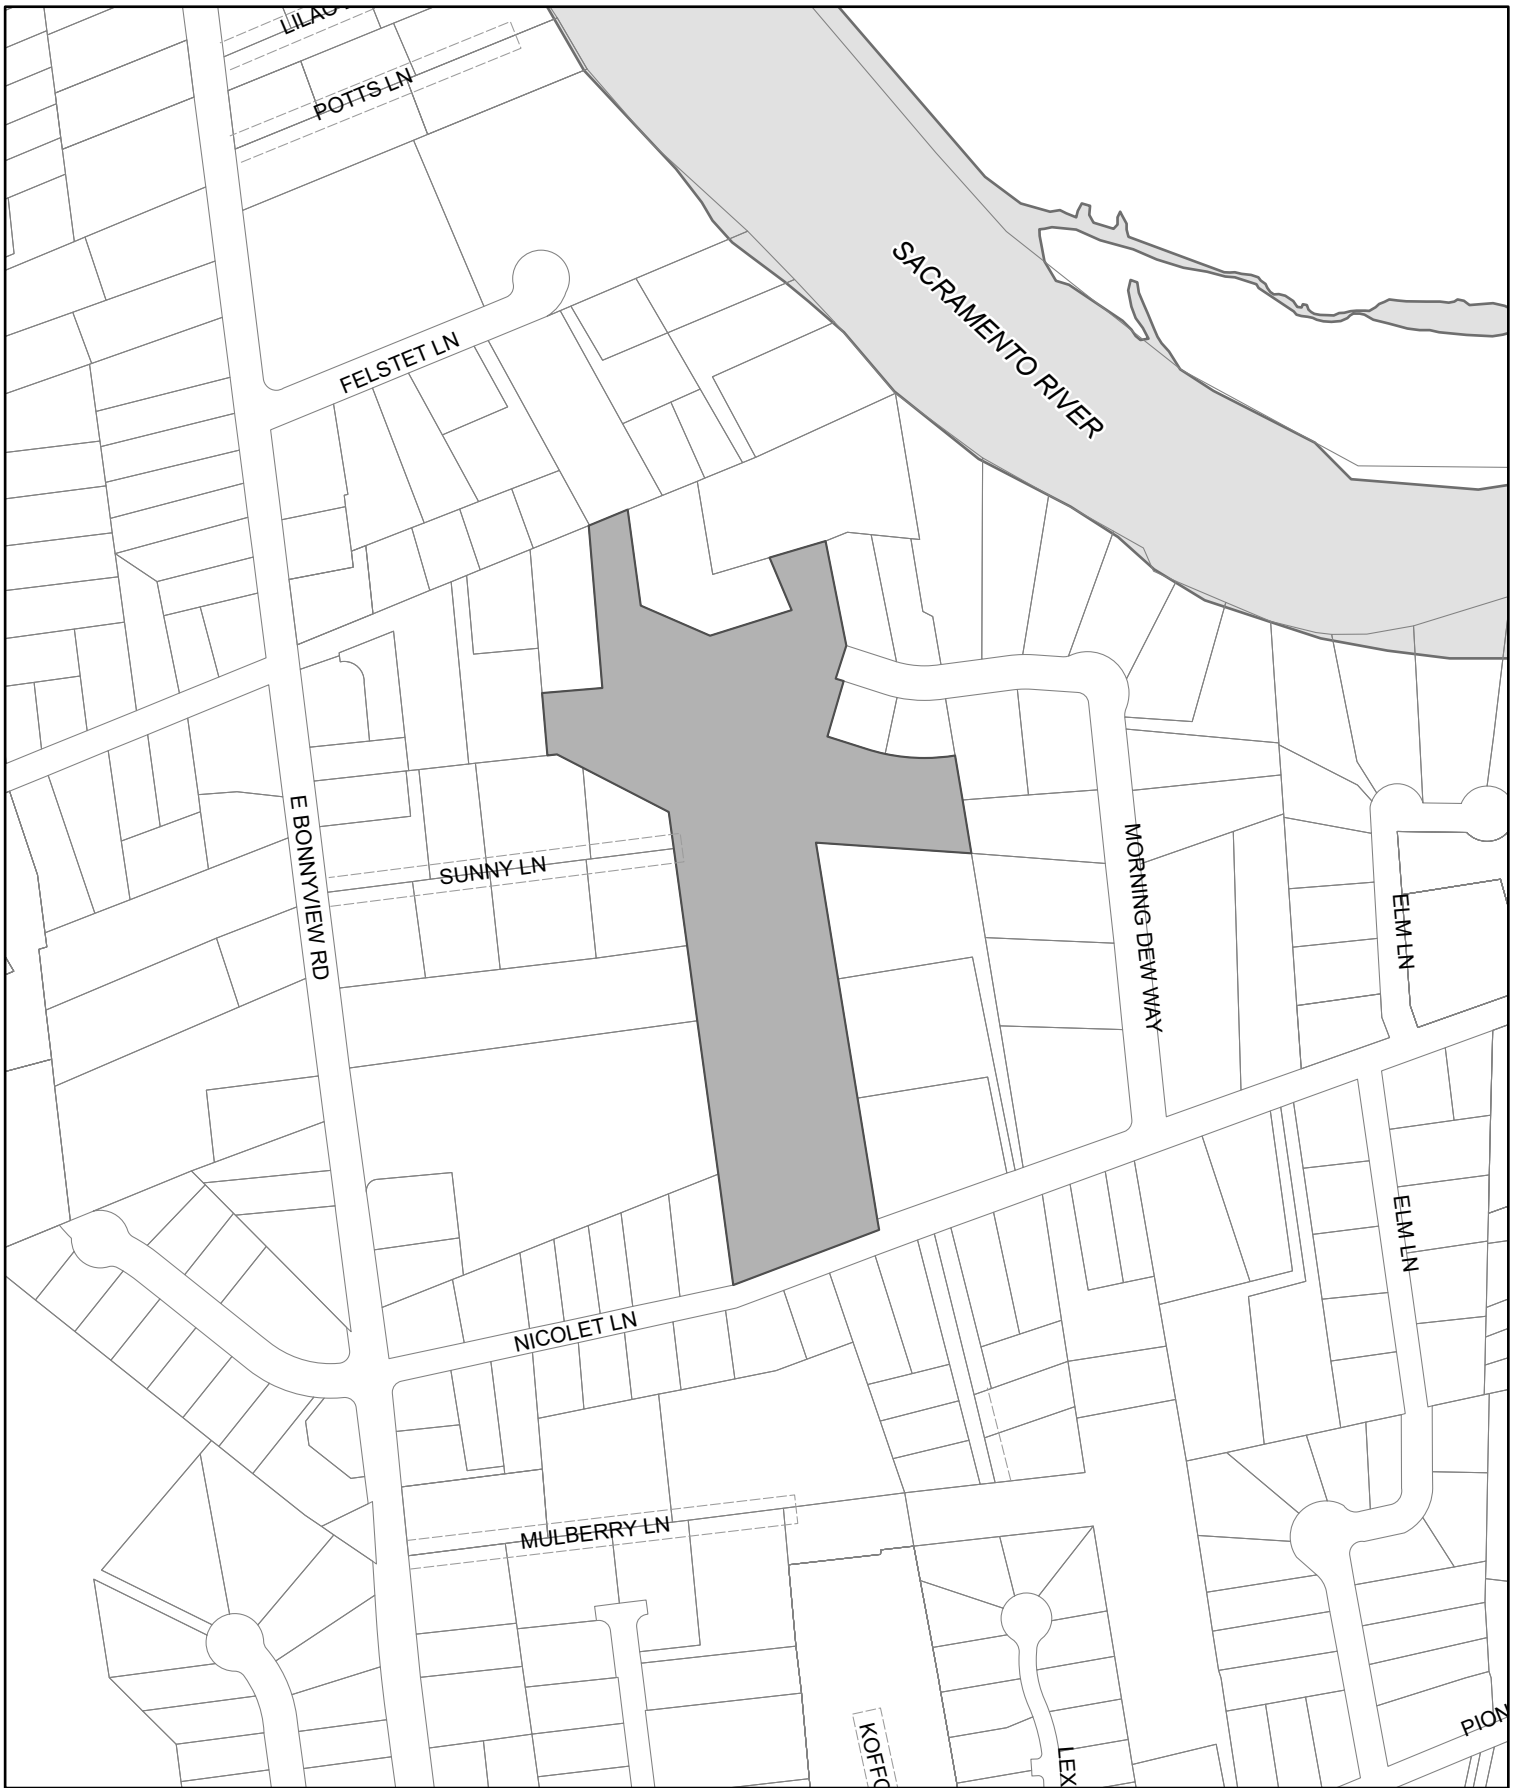 POTTS LN
SACRAMENTO RIVER
FELSTET LN
E BONNYVIEW RD
SUNNY LN
MORNING DEW WAY
ELM LN
ELM LN
NICOLET LN
MULBERRY LN